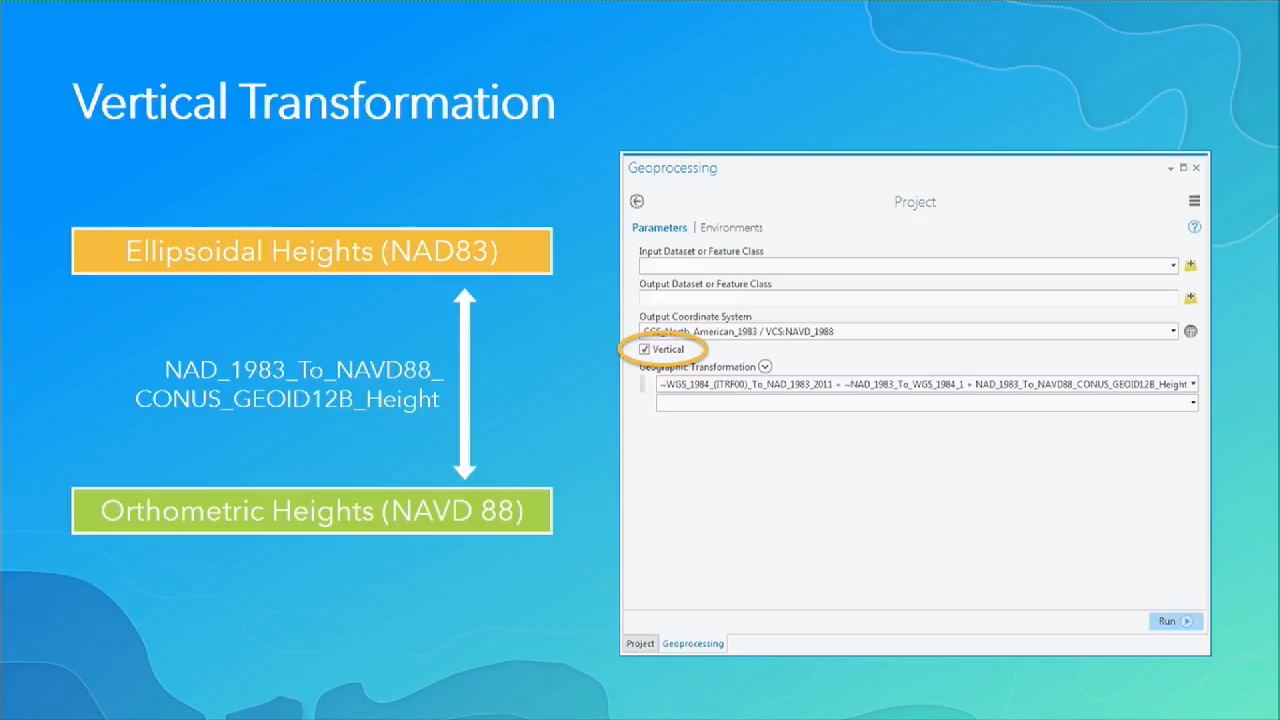 Vertical Transformation
Ellipsoidal Heights (NAD83)
NAD_1983_To_NAVD88_
CONUS_GEOID12B_Height
Orthometric Heights (NAVD 88)
Geoprocessing
Project
Parameters | Environments
Input Dataset or Feature Class
Output Dataset or Feature Class
Output Coordinate System
GCS_North_American_1983 / VCS:NAVD_1988
Vertical
Geographic Transformation
~WGS_1984_(ITRF00)_To_NAD_1983_2011 + ~NAD_1983_To_WGS_1984_1 + NAD_1983_To_NAVD88_CONUS_GEOID12B_Height
Run
Project Geoprocessing